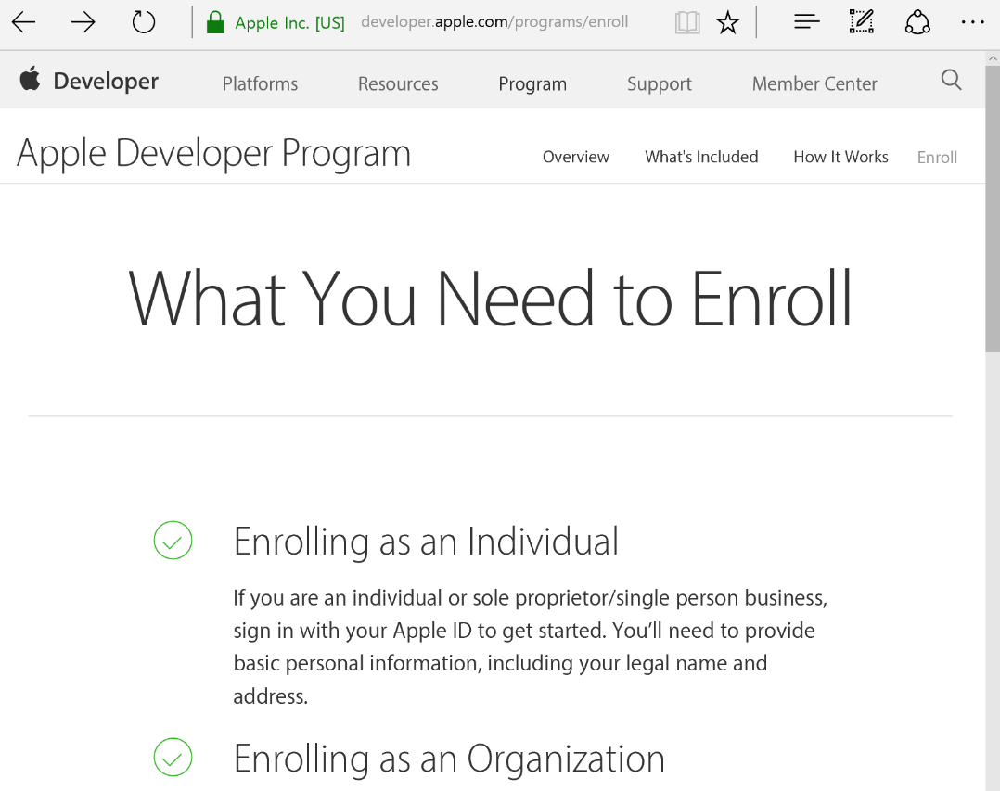 Apple Inc. [US] developer.apple.com/programs/enroll
Developer Platforms Resources Program Support Member Center
Apple Developer Program Overview What's Included How It Works Enroll
What You Need to Enroll
Enrolling as an Individual
If you are an individual or sole proprietor/single person business,
sign in with your Apple ID to get started. You’ll need to provide
basic personal information, including your legal name and
address.
Enrolling as an Organization